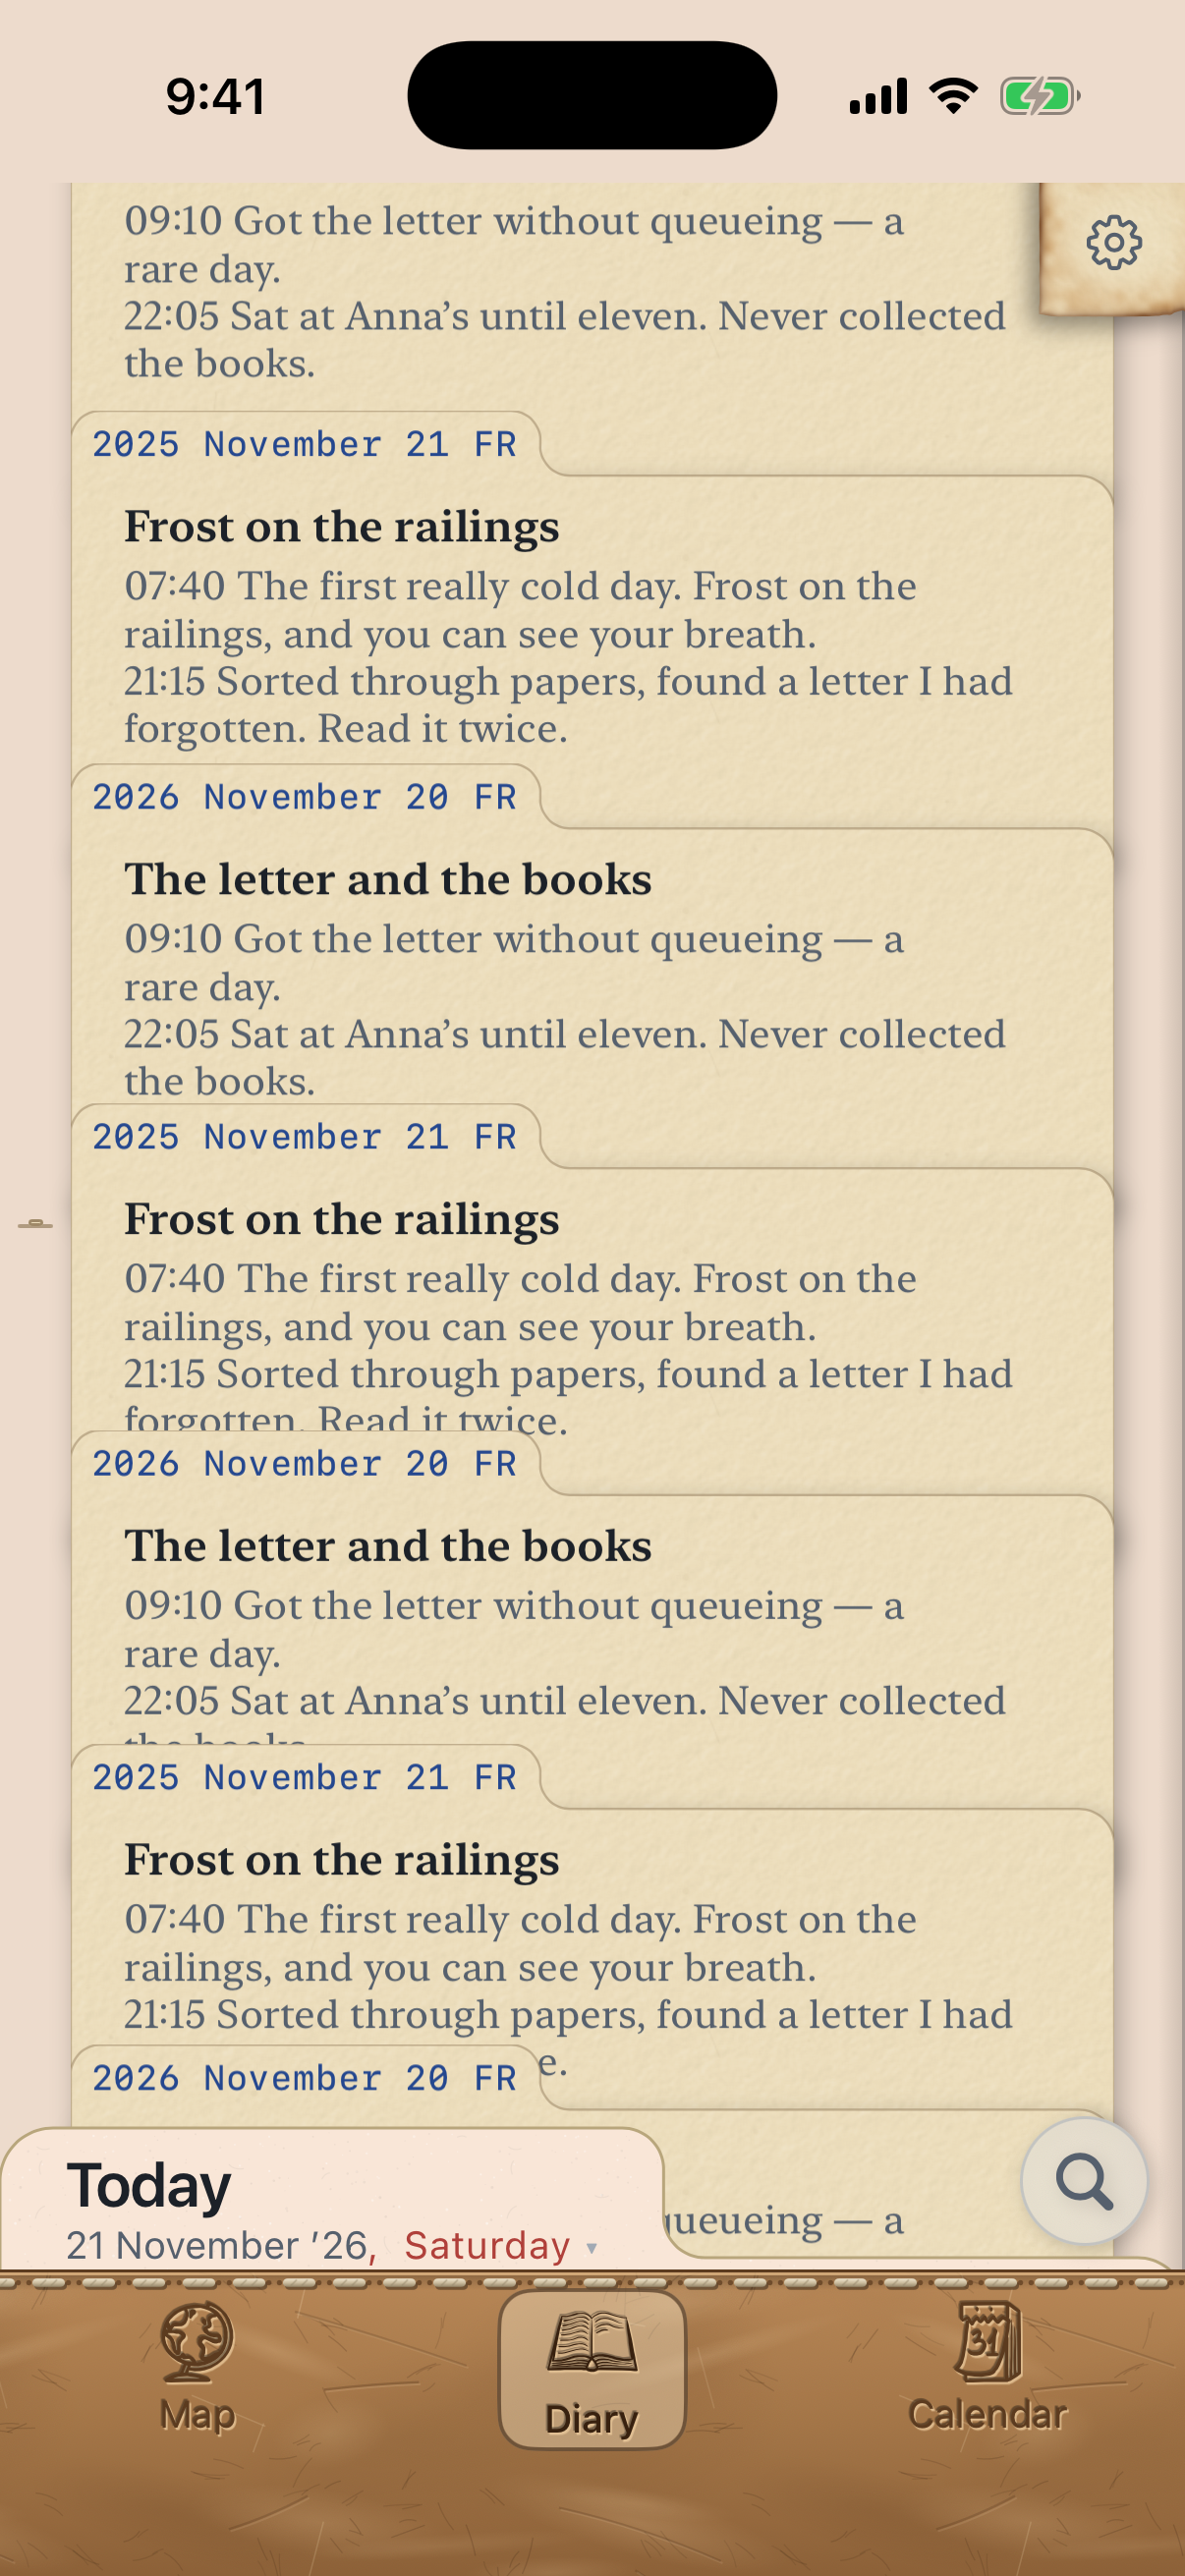 9:41
09:10 Got the letter without queueing — a
rare day.
22:05 Sat at Anna’s until eleven. Never collected
the books.
2025 November 21 FR
Frost on the railings
07:40 The first really cold day. Frost on the
railings, and you can see your breath.
21:15 Sorted through papers, found a letter I had
forgotten. Read it twice.
2026 November 20 FR
The letter and the books
09:10 Got the letter without queueing — a
rare day.
22:05 Sat at Anna’s until eleven. Never collected
the books.
2025 November 21 FR
Frost on the railings
07:40 The first really cold day. Frost on the
railings, and you can see your breath.
21:15 Sorted through papers, found a letter I had
forgotten. Read it twice.
2026 November 20 FR
The letter and the books
09:10 Got the letter without queueing — a
rare day.
22:05 Sat at Anna’s until eleven. Never collected
the books.
2025 November 21 FR
Frost on the railings
07:40 The first really cold day. Frost on the
railings, and you can see your breath.
21:15 Sorted through papers, found a letter I had
2026 November 20 FR
— a
Today
21 November ’26, Saturday
31
Map
Diary
Calendar